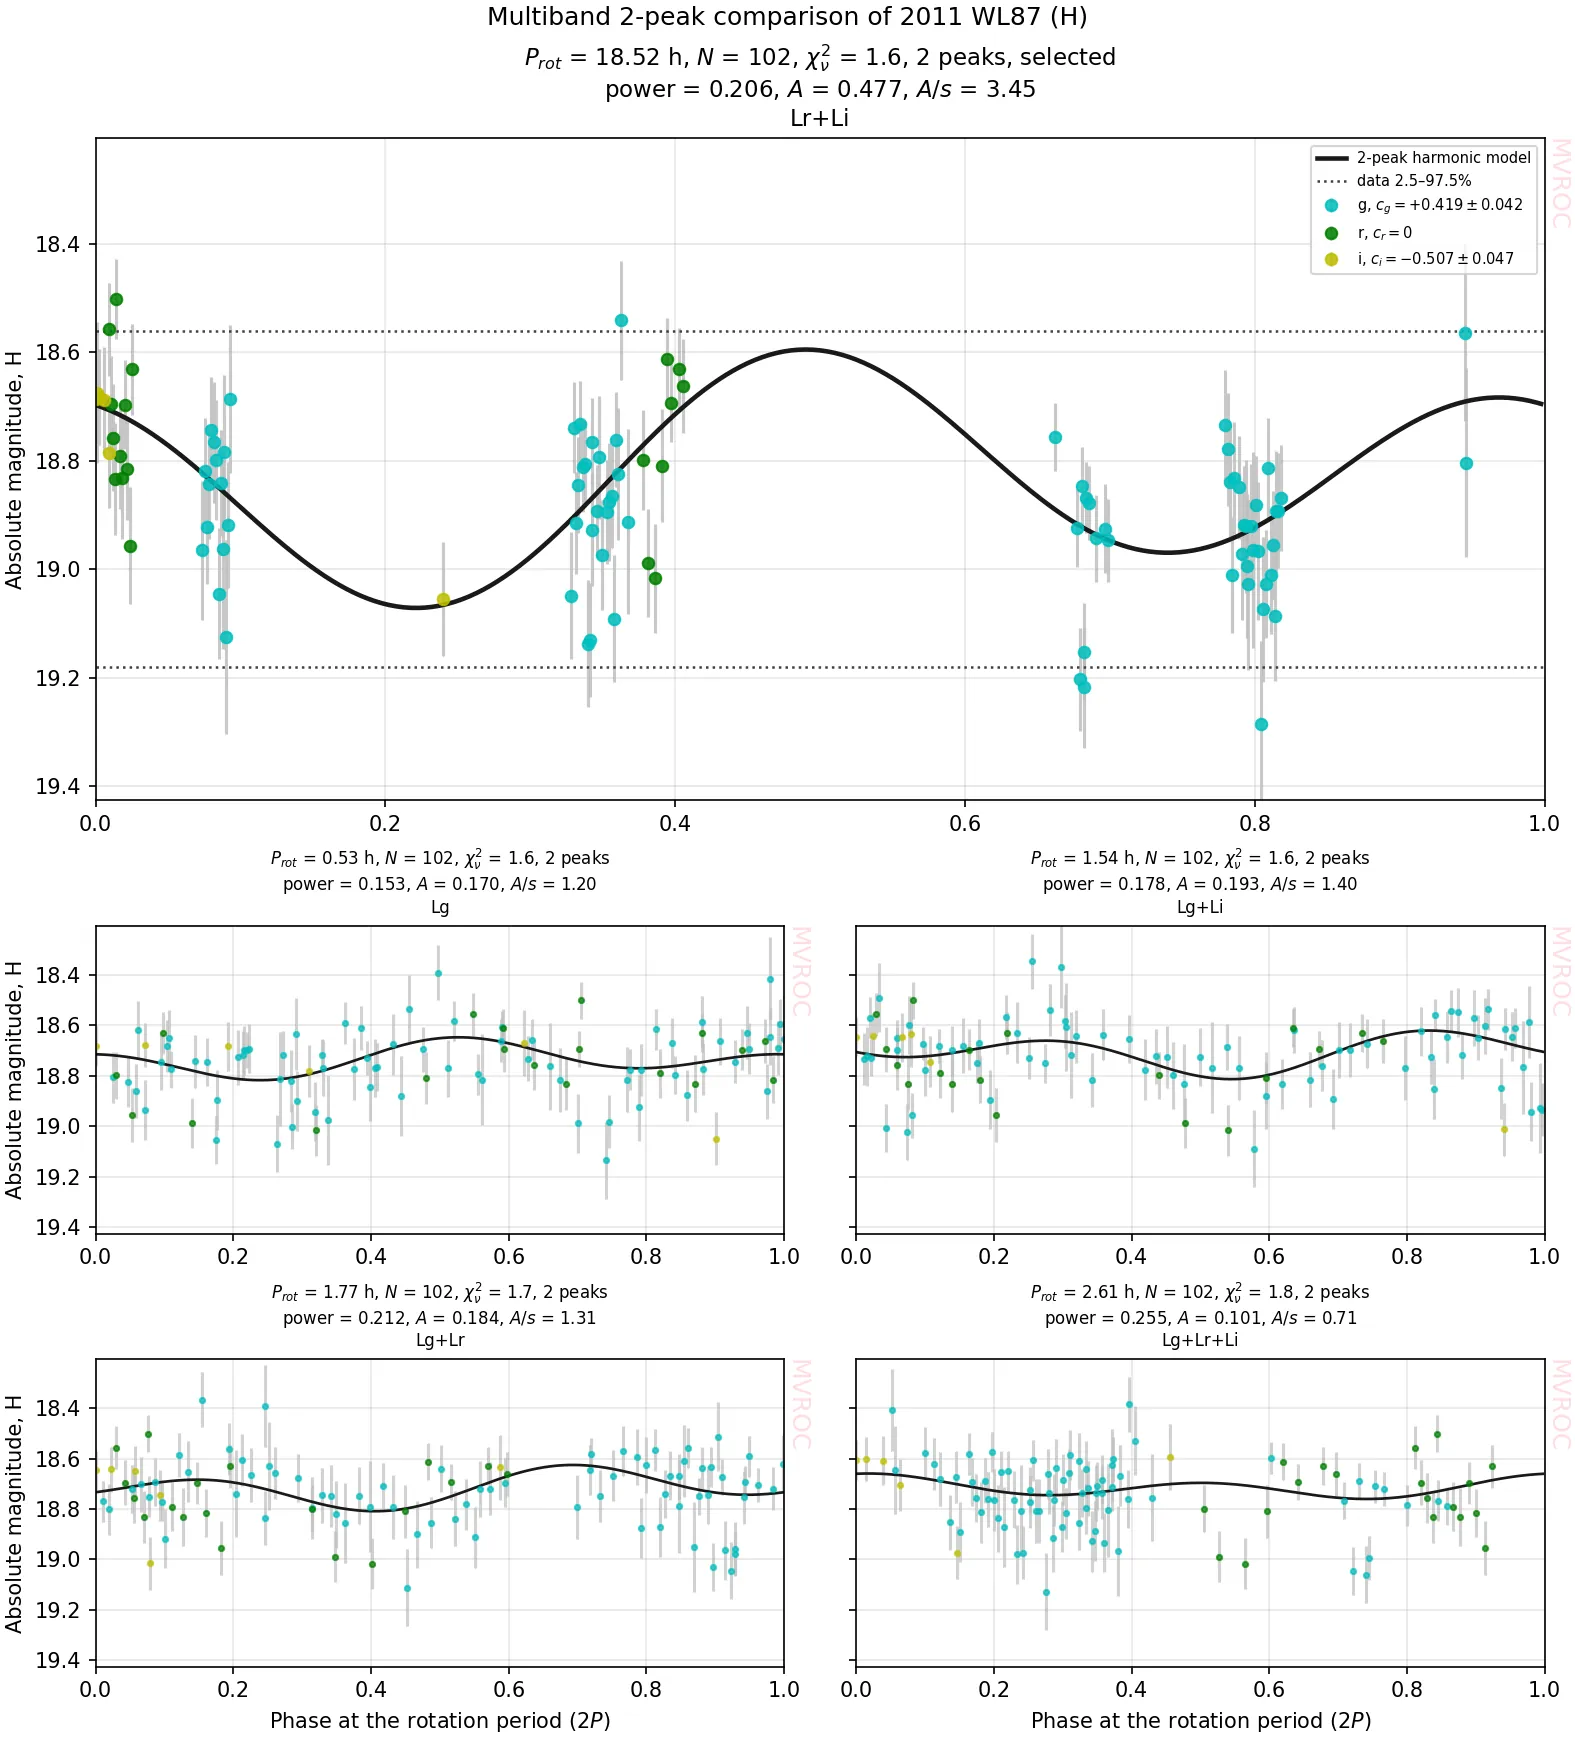 Multiband 2-peak comparison of 2011 WL87 (H)
P_rot = 18.52 h, N = 102, χ²_ν = 1.6, 2 peaks, selected
power = 0.206, A = 0.477, A/s = 3.45
Lr+Li
MVROC
2-peak harmonic model
data 2.5–97.5%
g, c_g = +0.419 ± 0.042
r, c_r = 0
i, c_i = −0.507 ± 0.047
Absolute magnitude, H
18.4
18.6
18.8
19.0
19.2
19.4
0.0 0.2 0.4 0.6 0.8 1.0
P_rot = 0.53 h, N = 102, χ²_ν = 1.6, 2 peaks
power = 0.153, A = 0.170, A/s = 1.20
Lg
MVROC
Absolute magnitude, H
18.4
18.6
18.8
19.0
19.2
19.4
0.0 0.2 0.4 0.6 0.8 1.0
P_rot = 1.54 h, N = 102, χ²_ν = 1.6, 2 peaks
power = 0.178, A = 0.193, A/s = 1.40
Lg+Li
MVROC
0.0 0.2 0.4 0.6 0.8 1.0
P_rot = 1.77 h, N = 102, χ²_ν = 1.7, 2 peaks
power = 0.212, A = 0.184, A/s = 1.31
Lg+Lr
MVROC
Absolute magnitude, H
18.4
18.6
18.8
19.0
19.2
19.4
0.0 0.2 0.4 0.6 0.8 1.0
Phase at the rotation period (2P)
P_rot = 2.61 h, N = 102, χ²_ν = 1.8, 2 peaks
power = 0.255, A = 0.101, A/s = 0.71
Lg+Lr+Li
MVROC
0.0 0.2 0.4 0.6 0.8 1.0
Phase at the rotation period (2P)